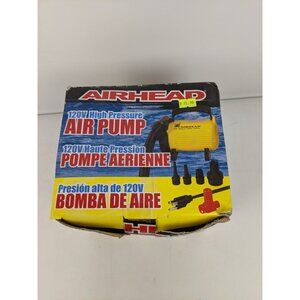 AIRHEAD
120V High Pressure
AIR PUMP
120V Haute Pression
POMPE AERIENNE
Presión alta de 120V
BOMBA DE AIRE